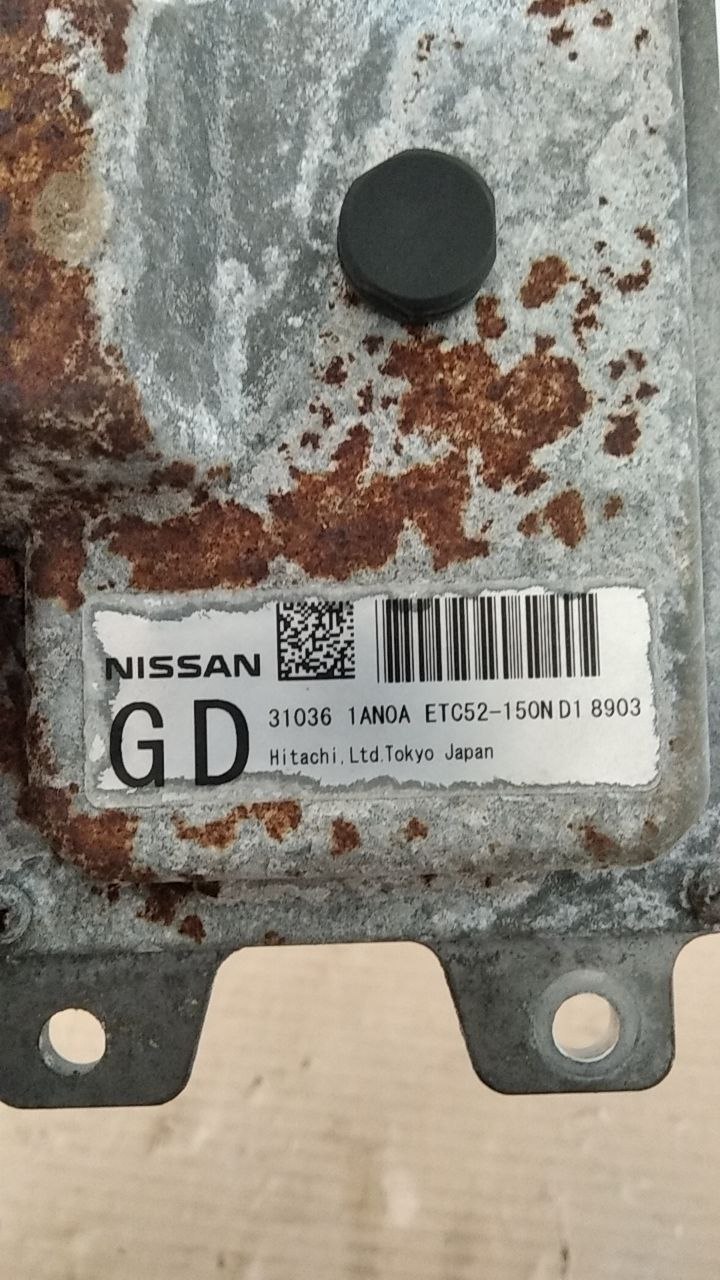 NISSAN
GD
31036 1AN0A ETC52-150N D1 8903
Hitachi,Ltd.Tokyo Japan